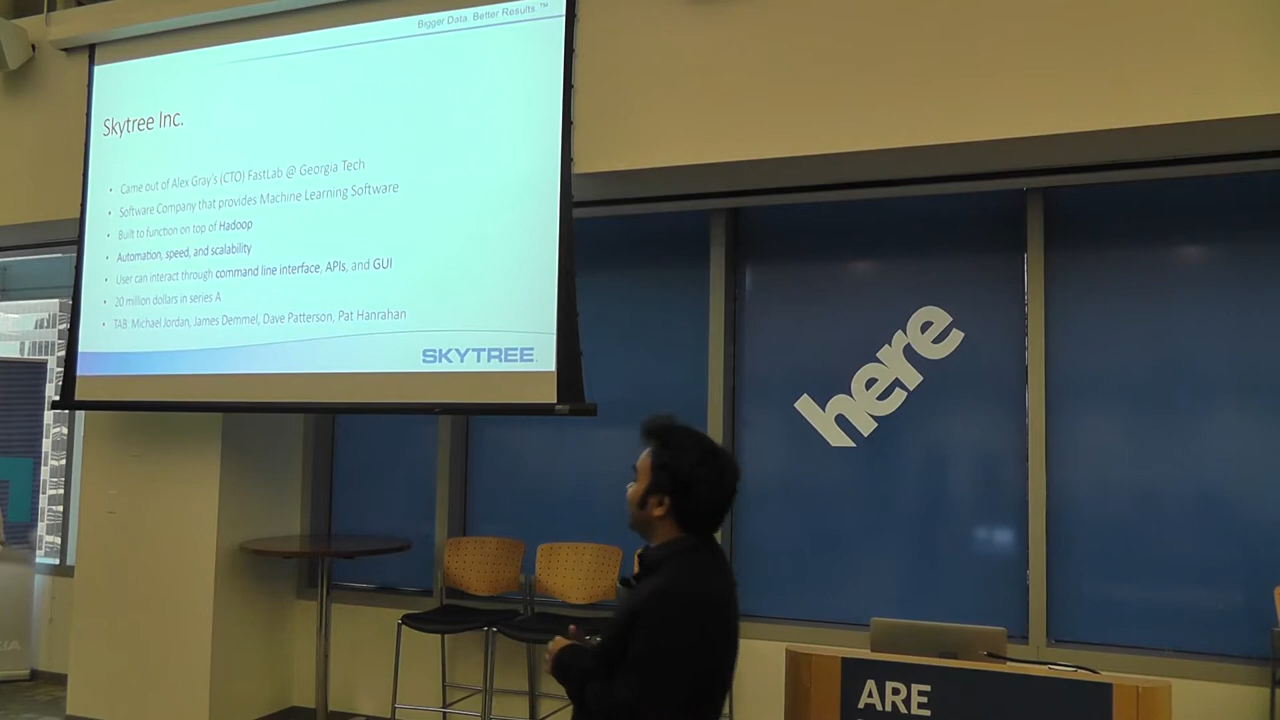 Bigger Data, Better Results.™
Skytree Inc.
• Came out of Alex Gray's (CTO) FastLab @ Georgia Tech
• Software Company that provides Machine Learning Software
• Built to function on top of Hadoop
• Automation, speed, and scalability
• User can interact through command line interface, APIs, and GUI
• 20 million dollars in series A
• TAB: Michael Jordan, James Demmel, Dave Patterson, Pat Hanrahan
SKYTREE
here
ARE